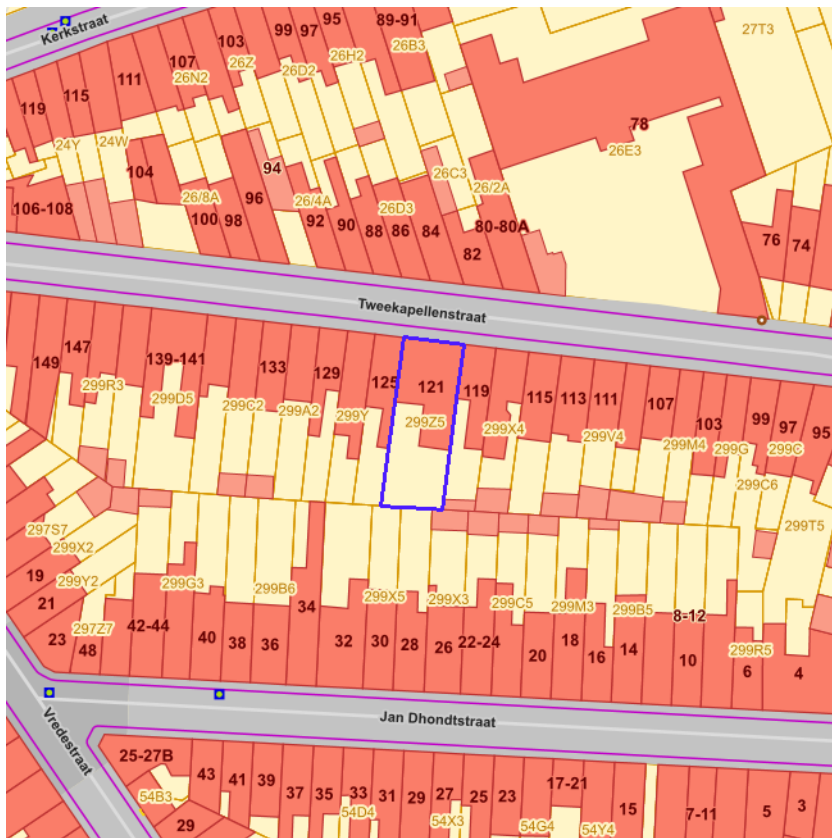 Kerkstraat
95
89-91
99 97
26B3
27T3
103
26H2
107
26Z
26D2
26N2
111
115
119
78
24Y
24W
26E3
94
104
26C3
26/2A
96
26/8A
26/4A
106-108
100 98
92
90
26D3
88 86 84
80-80A
82
76
74
Tweekapellenstraat
149
147
139-141
133
129
125
121
119
115
113
111
107
103
99
97
95
299R3
299D5
299C2
299A2
299Y
299Z5
299X4
299V4
299M4
299G
299C
299C6
299T5
297S7
299X2
19
299Y2
21
299G3
299B6
299X5
299X3
299C5
299M3
299B5
8-12
34
297Z7
23
48
42-44
40
38
36
32
30
28
26
22-24
20
18
16
14
10
299R5
6
4
Vredestraat
Jan Dhondtstraat
25-27B
43
41
39
37
35
33
31
29
27
25
23
17-21
15
7-11
5
3
54B3
29
54D4
54X3
54G4
54Y4